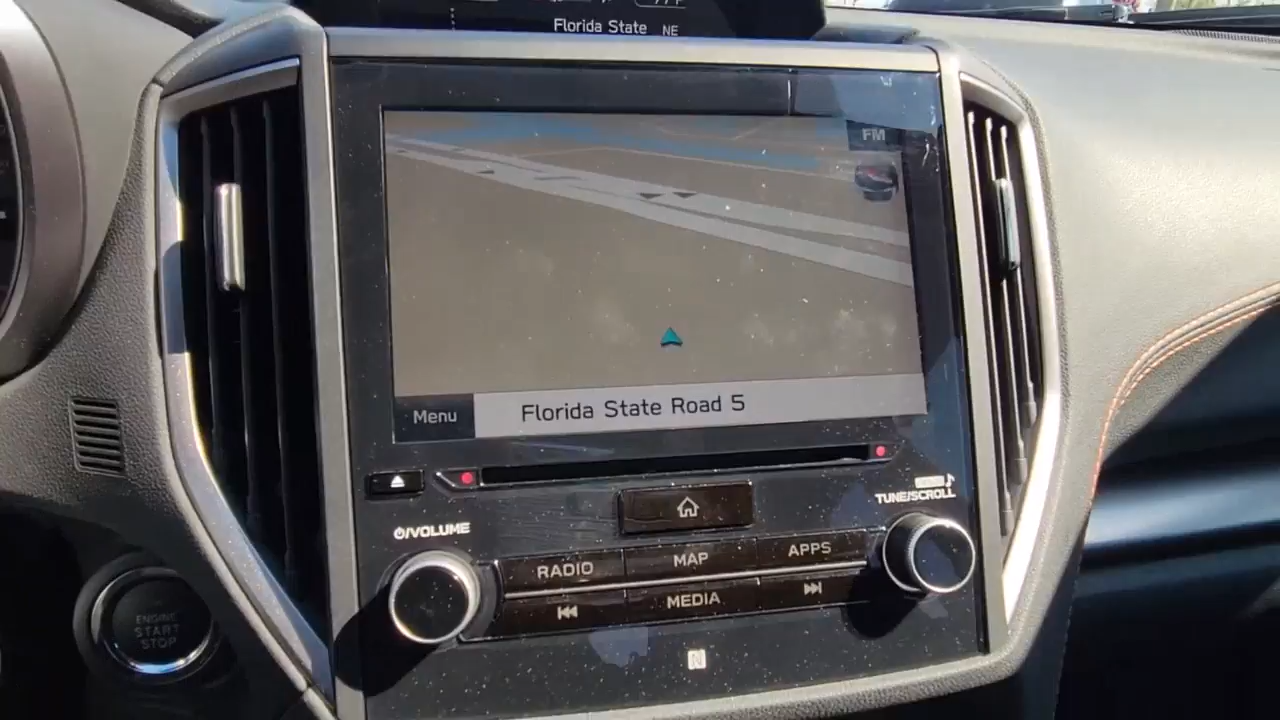 Florida State NE
FM
Menu
Florida State Road 5
TUNE/SCROLL
/VOLUME
RADIO
MAP
APPS
MEDIA
ENGINE
START
STOP
N